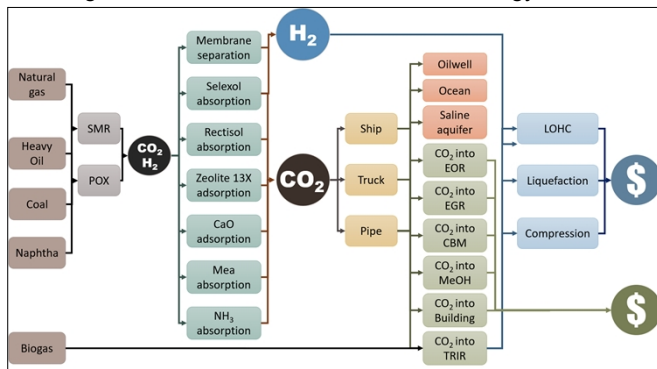 Natural
gas
Heavy
Oil
Coal
Naphtha
Biogas
SMR
POX
CO2
H2
Membrane
separation
Selexol
absorption
Rectisol
absorption
Zeolite 13X
adsorption
CaO
adsorption
Mea
absorption
NH3
absorption
H2
CO2
Ship
Truck
Pipe
Oilwell
Ocean
Saline
aquifer
CO2 into
EOR
CO2 into
EGR
CO2 into
CBM
CO2 into
MeOH
CO2 into
Building
CO2 into
TRIR
LOHC
Liquefaction
Compression
$
$